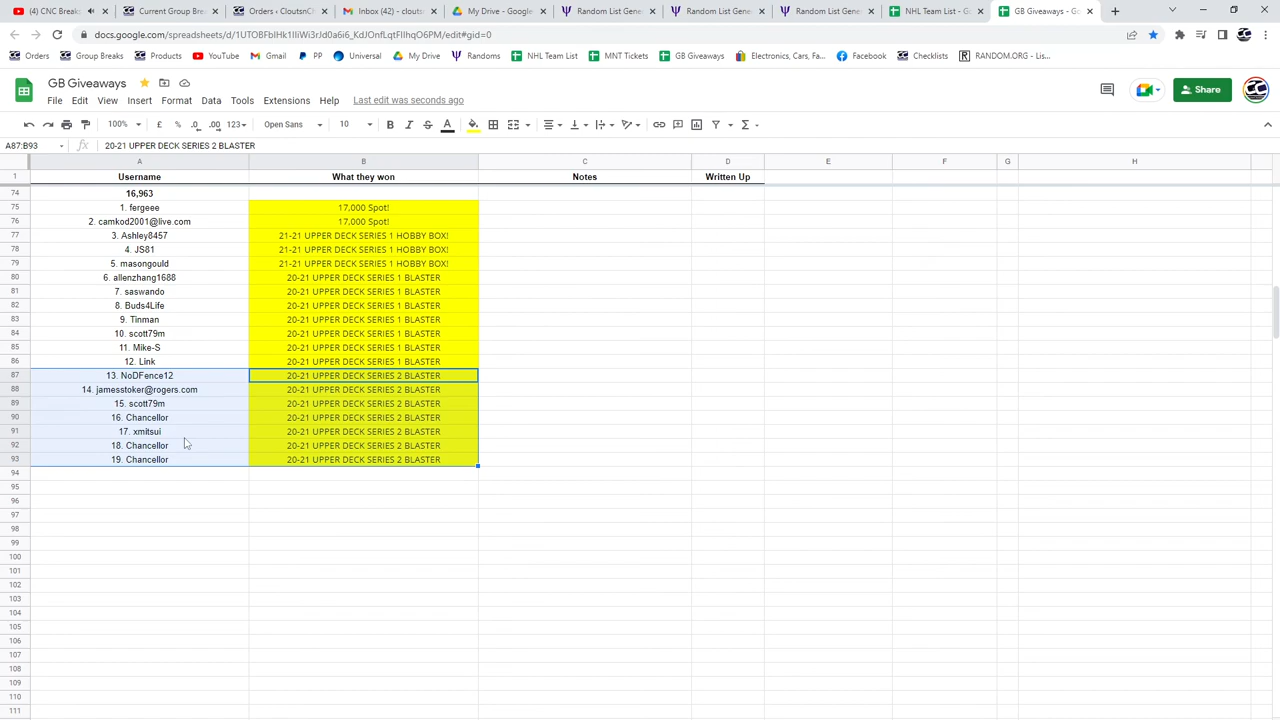 (4) CNC Breaks
Current Group Bre
Orders ‹ CloutsnCh
Inbox (42) - clouts
My Drive - Google
Random List Gene
Random List Gene
Random List Gene
NHL Team List - Go
GB Giveaways - Go
Orders
Group Breaks
Products
YouTube
Gmail
PP
Universal
My Drive
Randoms
NHL Team List
MNT Tickets
GB Giveaways
Electronics, Cars, Fa...
Facebook
Checklists
RANDOM.ORG - Lis...
GB Giveaways
File Edit View Insert Format Data Tools Extensions Help Last edit was seconds ago
Share
100% £ % .0 .00 123 Open Sans 10
A87:B93 fx 20-21 UPPER DECK SERIES 2 BLASTER
A B C D E F G H
1 Username What they won Notes Written Up
74 16,963
75 1. fergeee 17,000 Spot!
76 2. camkod2001@live.com 17,000 Spot!
77 3. Ashley8457 21-21 UPPER DECK SERIES 1 HOBBY BOX!
78 4. JS81 21-21 UPPER DECK SERIES 1 HOBBY BOX!
79 5. masongould 21-21 UPPER DECK SERIES 1 HOBBY BOX!
80 6. allenzhang1688 20-21 UPPER DECK SERIES 1 BLASTER
81 7. saswando 20-21 UPPER DECK SERIES 1 BLASTER
82 8. Buds4Life 20-21 UPPER DECK SERIES 1 BLASTER
83 9. Tinman 20-21 UPPER DECK SERIES 1 BLASTER
84 10. scott79m 20-21 UPPER DECK SERIES 1 BLASTER
85 11. Mike-S 20-21 UPPER DECK SERIES 1 BLASTER
86 12. Link 20-21 UPPER DECK SERIES 1 BLASTER
87 13. NoDFence12 20-21 UPPER DECK SERIES 2 BLASTER
88 14. jamesstoker@rogers.com 20-21 UPPER DECK SERIES 2 BLASTER
89 15. scott79m 20-21 UPPER DECK SERIES 2 BLASTER
90 16. Chancellor 20-21 UPPER DECK SERIES 2 BLASTER
91 17. xmitsui 20-21 UPPER DECK SERIES 2 BLASTER
92 18. Chancellor 20-21 UPPER DECK SERIES 2 BLASTER
93 19. Chancellor 20-21 UPPER DECK SERIES 2 BLASTER
94
95
96
97
98
99
100
101
102
103
104
105
106
107
108
109
110
111